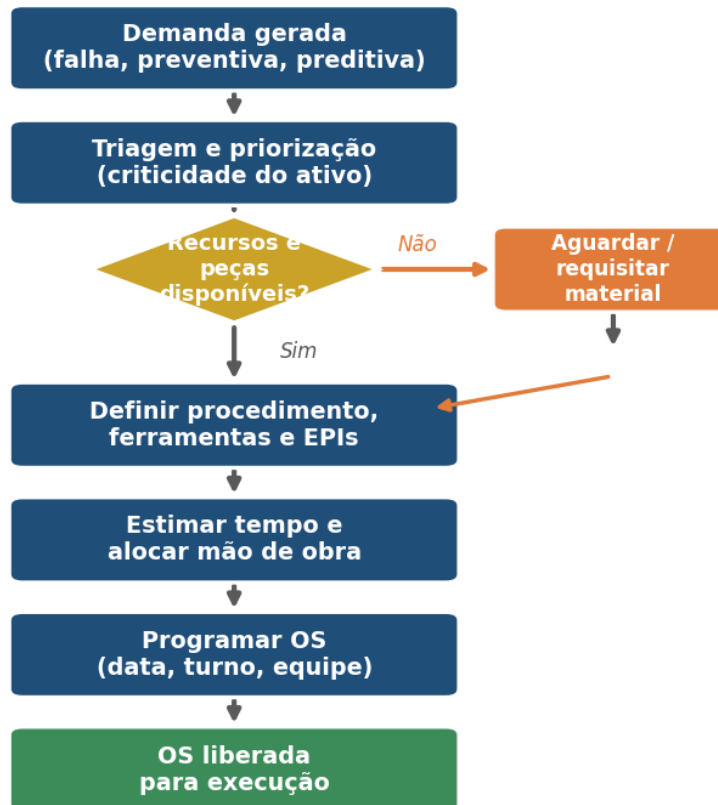 Demanda gerada
(falha, preventiva, preditiva)
Triagem e priorização
(criticidade do ativo)
Recursos e
peças
disponíveis?
Não
Aguardar /
requisitar
material
Sim
Definir procedimento,
ferramentas e EPIs
Estimar tempo e
alocar mão de obra
Programar OS
(data, turno, equipe)
OS liberada
para execução